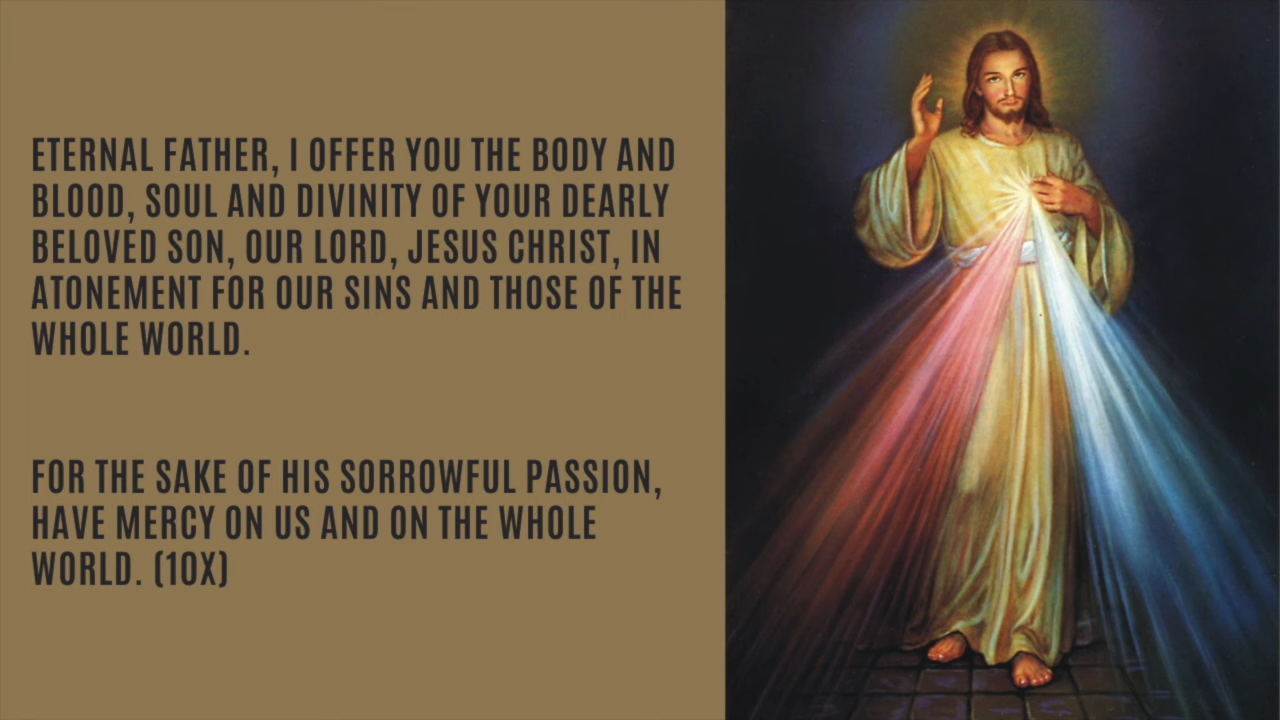 ETERNAL FATHER, I OFFER YOU THE BODY AND
BLOOD, SOUL AND DIVINITY OF YOUR DEARLY
BELOVED SON, OUR LORD, JESUS CHRIST, IN
ATONEMENT FOR OUR SINS AND THOSE OF THE
WHOLE WORLD.
FOR THE SAKE OF HIS SORROWFUL PASSION,
HAVE MERCY ON US AND ON THE WHOLE
WORLD. (10X)